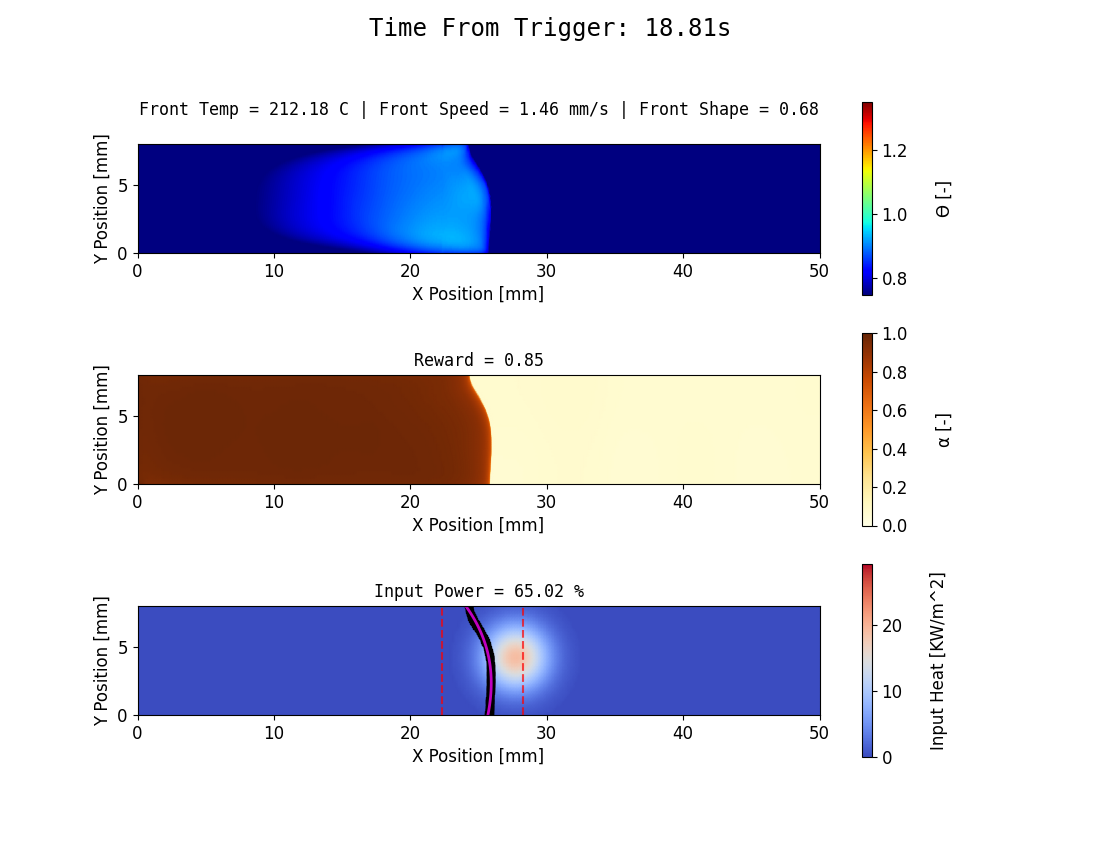 Time From Trigger: 18.81s
Front Temp = 212.18 C | Front Speed = 1.46 mm/s | Front Shape = 0.68
Y Position [mm]
5
0
0 10 20 30 40 50
X Position [mm]
1.2
1.0
0.8
Θ [-]
Reward = 0.85
Y Position [mm]
5
0
0 10 20 30 40 50
X Position [mm]
1.0
0.8
0.6
0.4
0.2
0.0
α [-]
Input Power = 65.02 %
Y Position [mm]
5
0
0 10 20 30 40 50
X Position [mm]
20
10
0
Input Heat [KW/m^2]